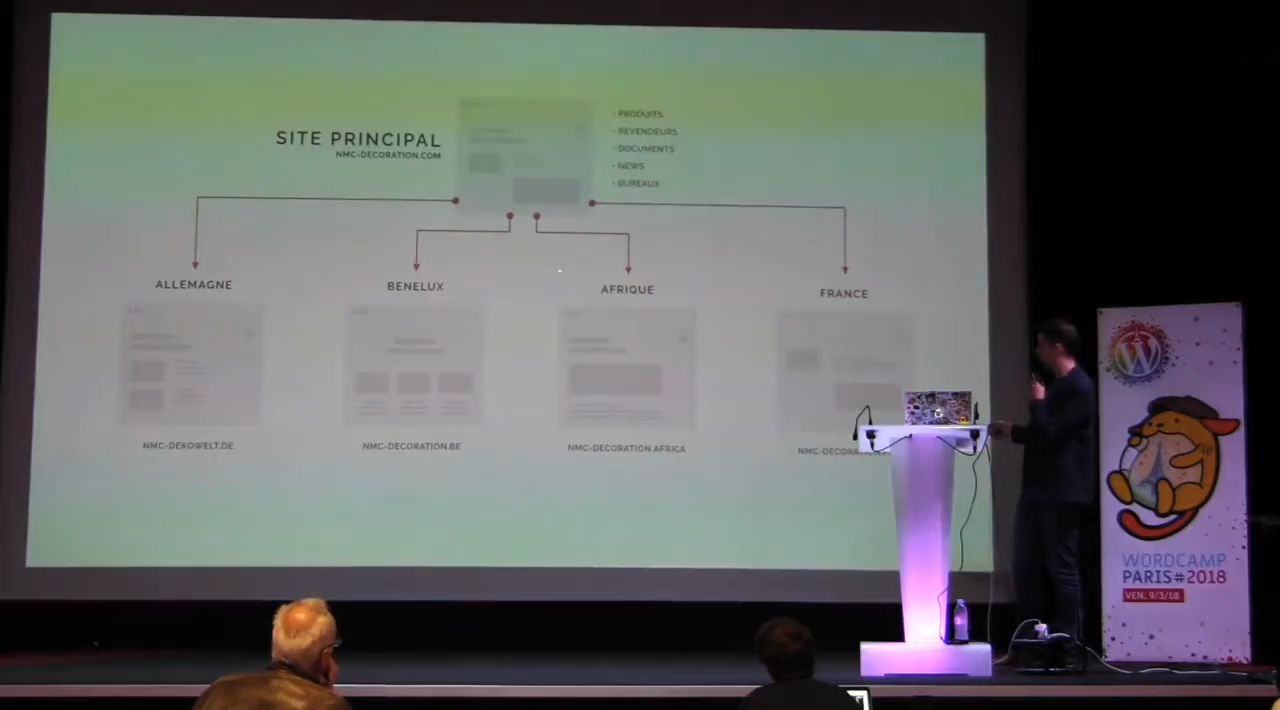 SITE PRINCIPAL
NMC-DECORATION.COM
• PRODUITS
• REVENDEURS
• DOCUMENTS
• NEWS
• BUREAUX
ALLEMAGNE
BENELUX
AFRIQUE
FRANCE
NMC-DEKOWELT.DE
NMC-DECORATION.BE
NMC-DECORATION.AFRICA
WORDCAMP
PARIS#2018
VEN. 9/3/18